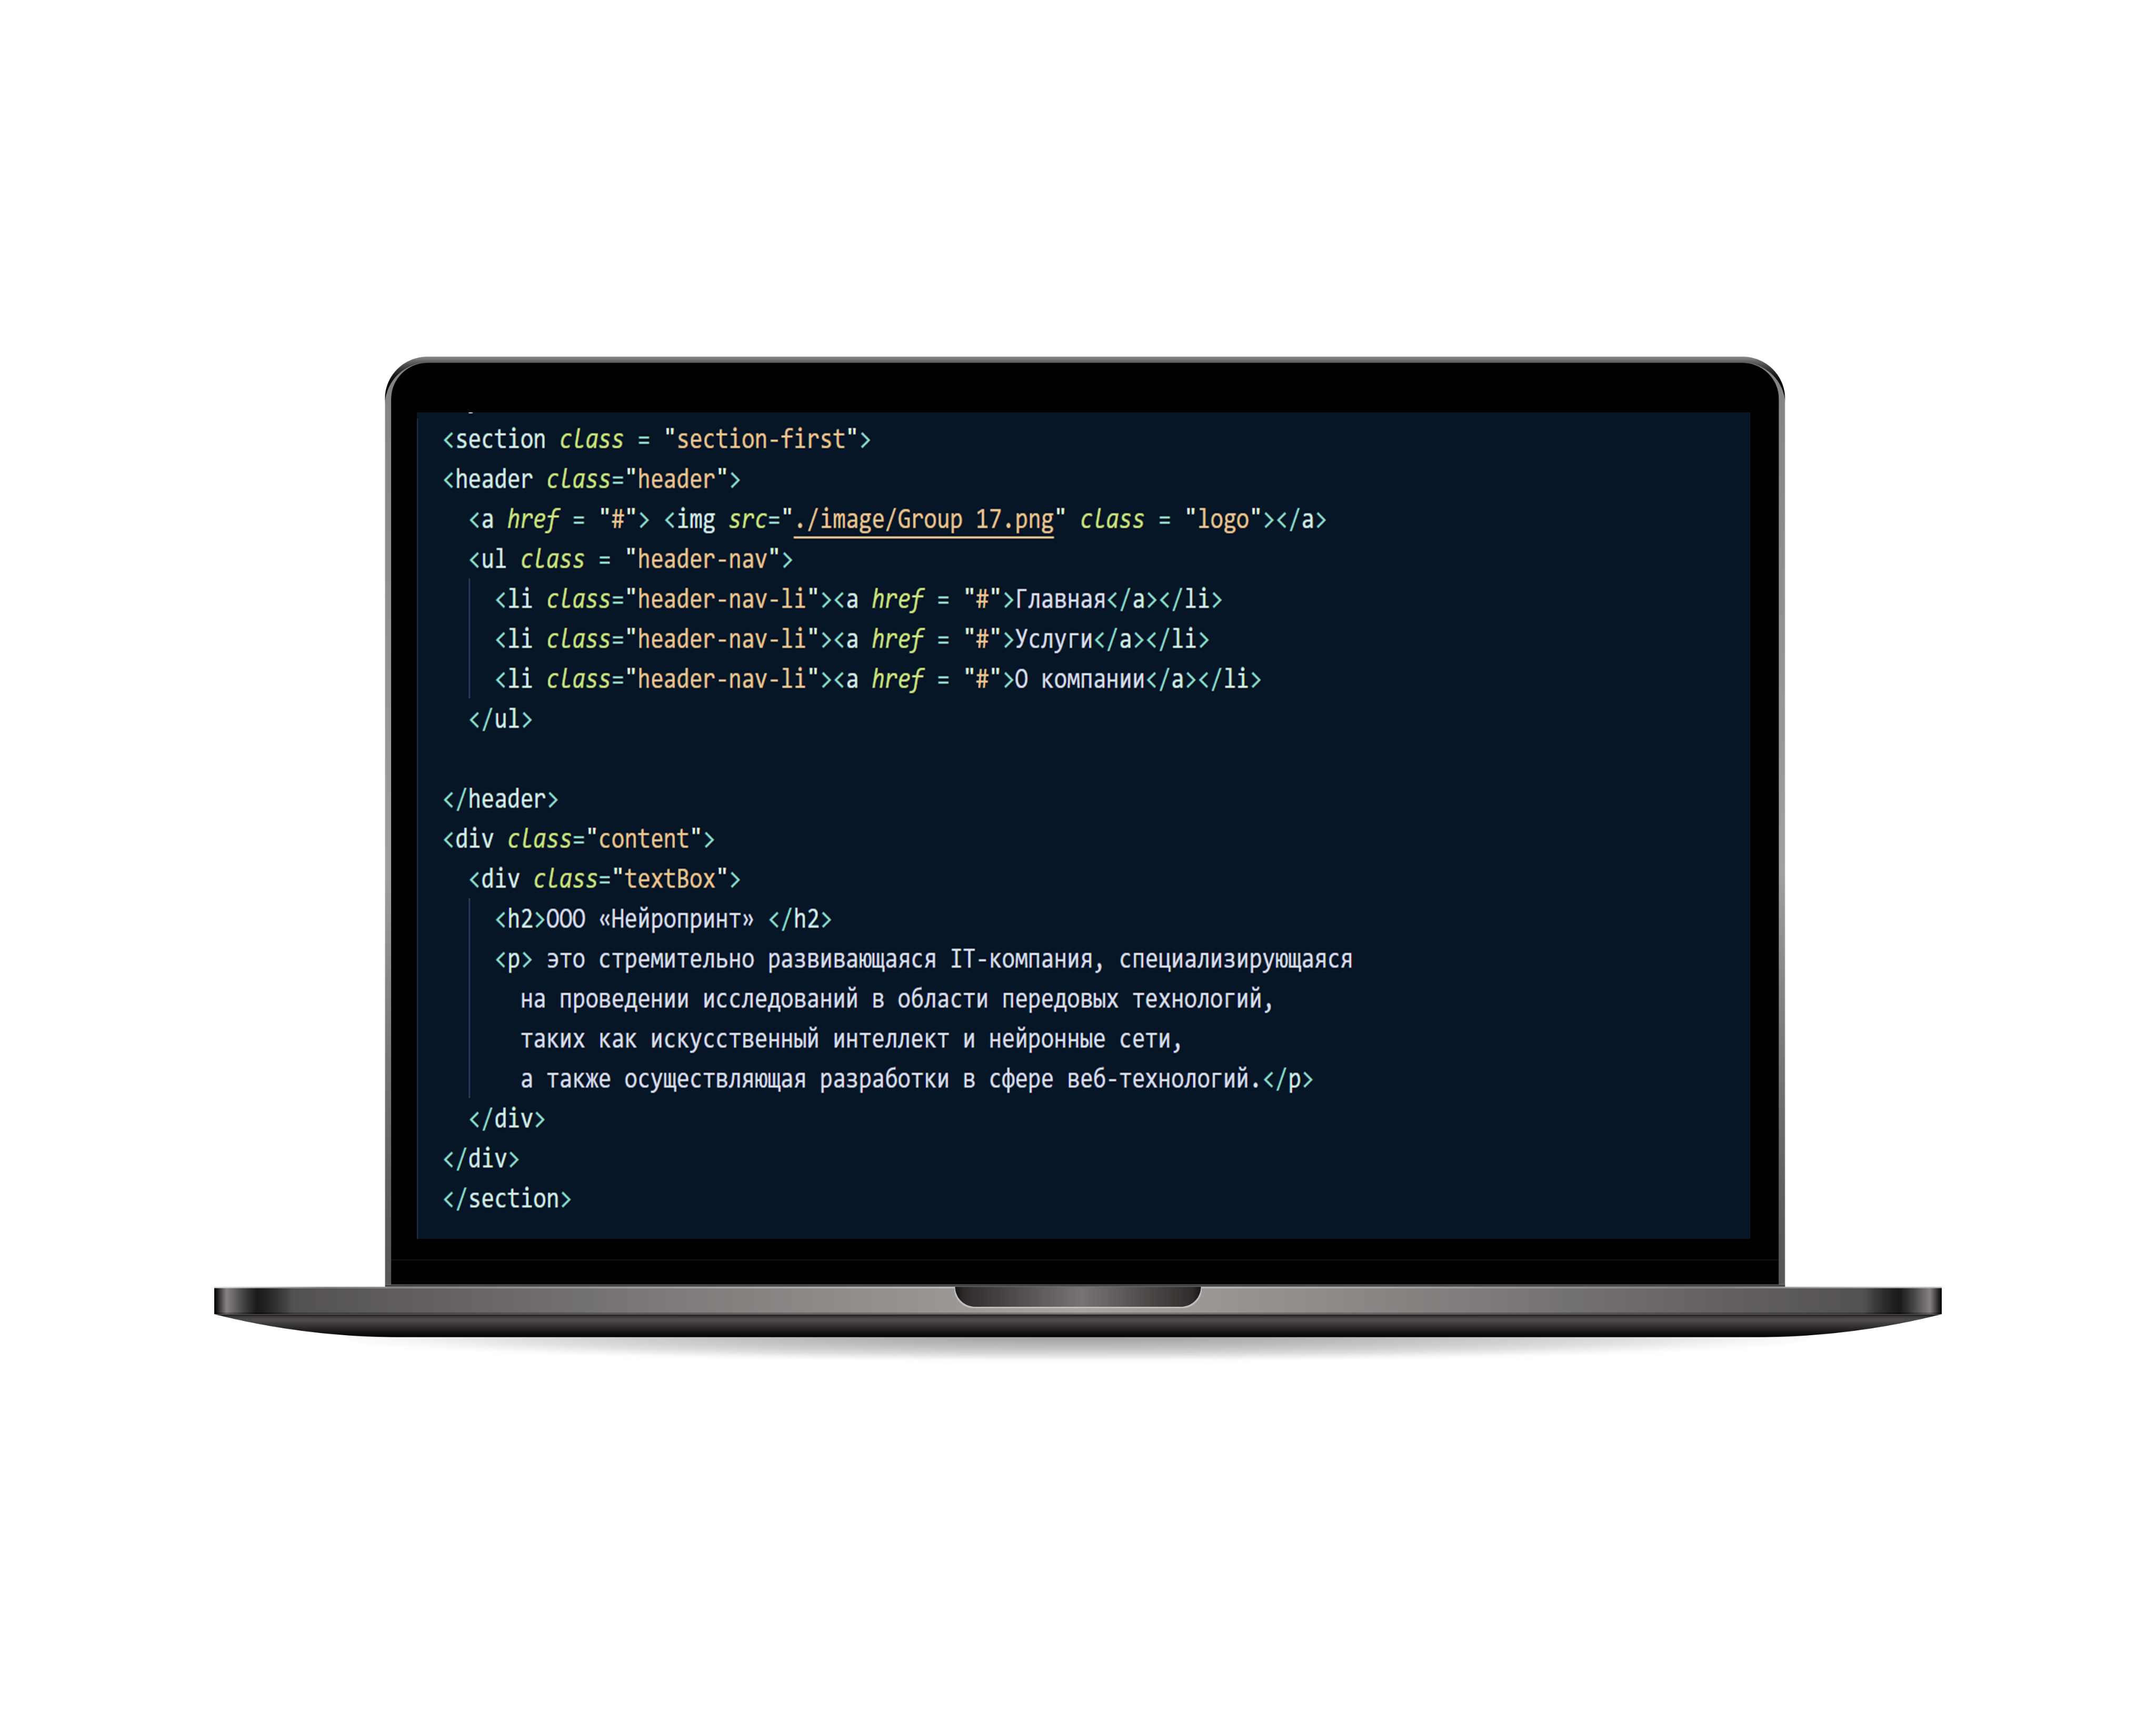 <section class = "section-first">
<header class="header">
<a href = "#"> <img src="./image/Group 17.png" class = "logo"></a>
<ul class = "header-nav">
<li class="header-nav-li"><a href = "#">Главная</a></li>
<li class="header-nav-li"><a href = "#">Услуги</a></li>
<li class="header-nav-li"><a href = "#">О компании</a></li>
</ul>
</header>
<div class="content">
<div class="textBox">
<h2>ООО «Нейропринт» </h2>
<p> это стремительно развивающаяся IT-компания, специализирующаяся
на проведении исследований в области передовых технологий,
таких как искусственный интеллект и нейронные сети,
а также осуществляющая разработки в сфере веб-технологий.</p>
</div>
</div>
</section>